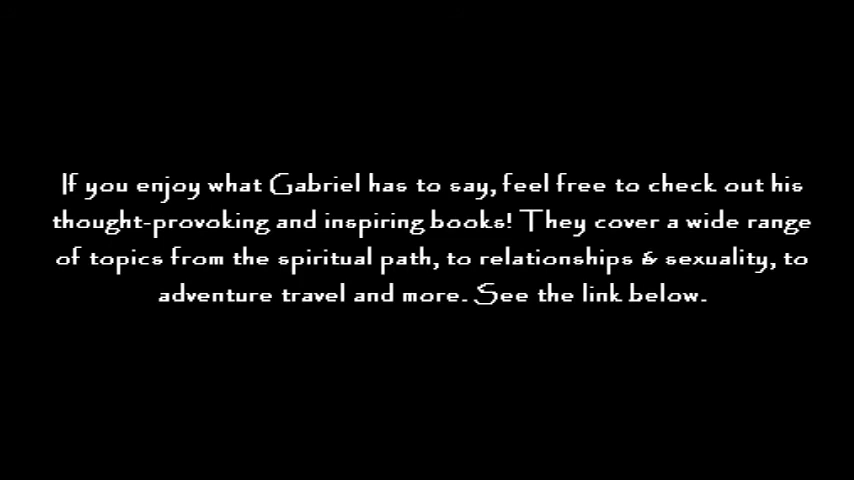 If you enjoy what Gabriel has to say, feel free to check out his
thought-provoking and inspiring books! They cover a wide range
of topics from the spiritual path, to relationships & sexuality, to
adventure travel and more. See the link below.